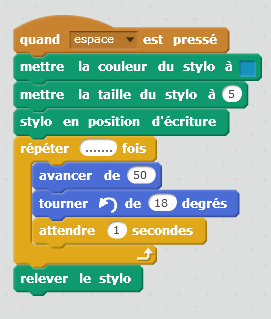 quand espace est pressé
mettre la couleur du stylo à
mettre la taille du stylo à 5
stylo en position d'écriture
répéter ....... fois
avancer de 50
tourner de 18 degrés
attendre 1 secondes
relever le stylo